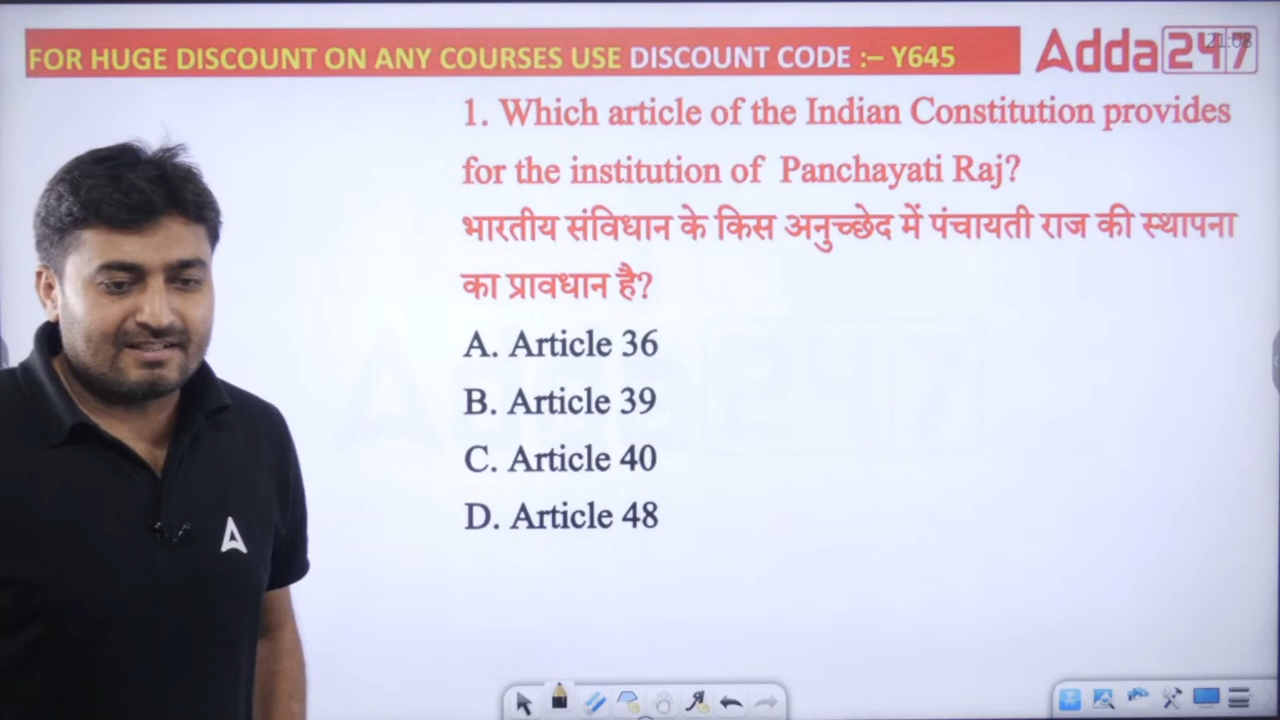 FOR HUGE DISCOUNT ON ANY COURSES USE DISCOUNT CODE :– Y645
Adda247
21:08
1. Which article of the Indian Constitution provides
for the institution of Panchayati Raj?
भारतीय संविधान के किस अनुच्छेद में पंचायती राज की स्थापना
का प्रावधान है?
A. Article 36
B. Article 39
C. Article 40
D. Article 48